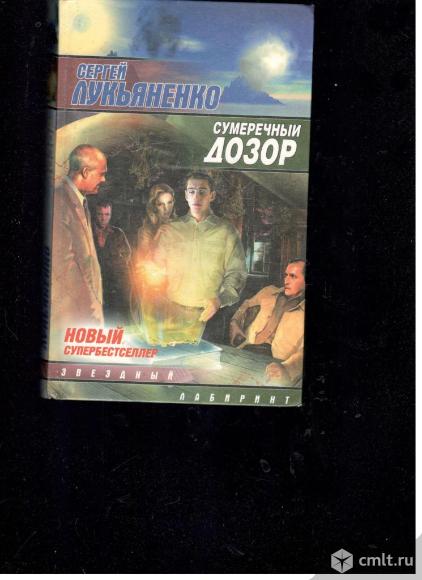 СЕРГЕЙ
ЛУКЬЯНЕНКО
СУМЕРЕЧНЫЙ
ДОЗОР
НОВЫЙ
СУПЕРБЕСТСЕЛЛЕР
ЗВЕЗДНЫЙ
ЛАБИРИНТ
cmlt.ru